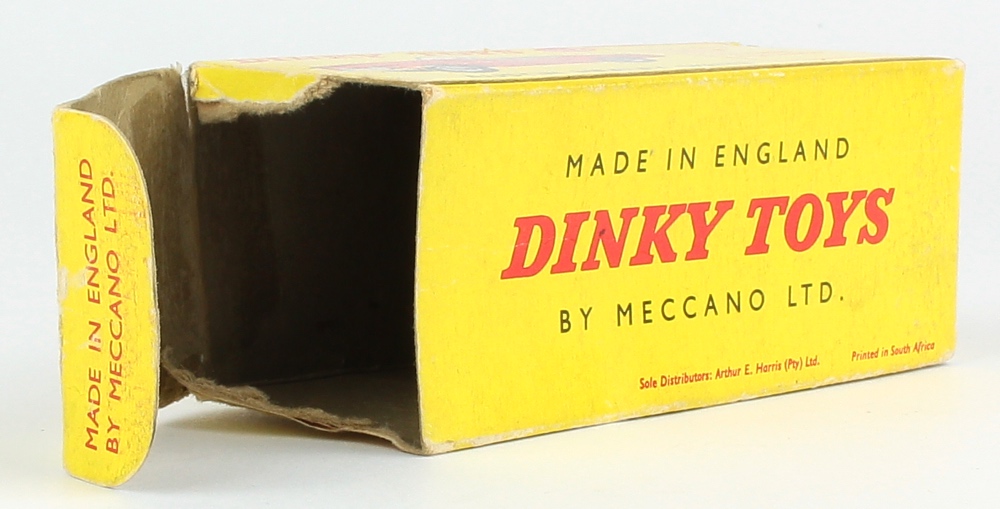 MADE IN ENGLAND
BY MECCANO LTD.
MADE IN ENGLAND
DINKY TOYS
BY MECCANO LTD.
Sole Distributors: Arthur E. Harris (Pty) Ltd.
Printed in South Africa